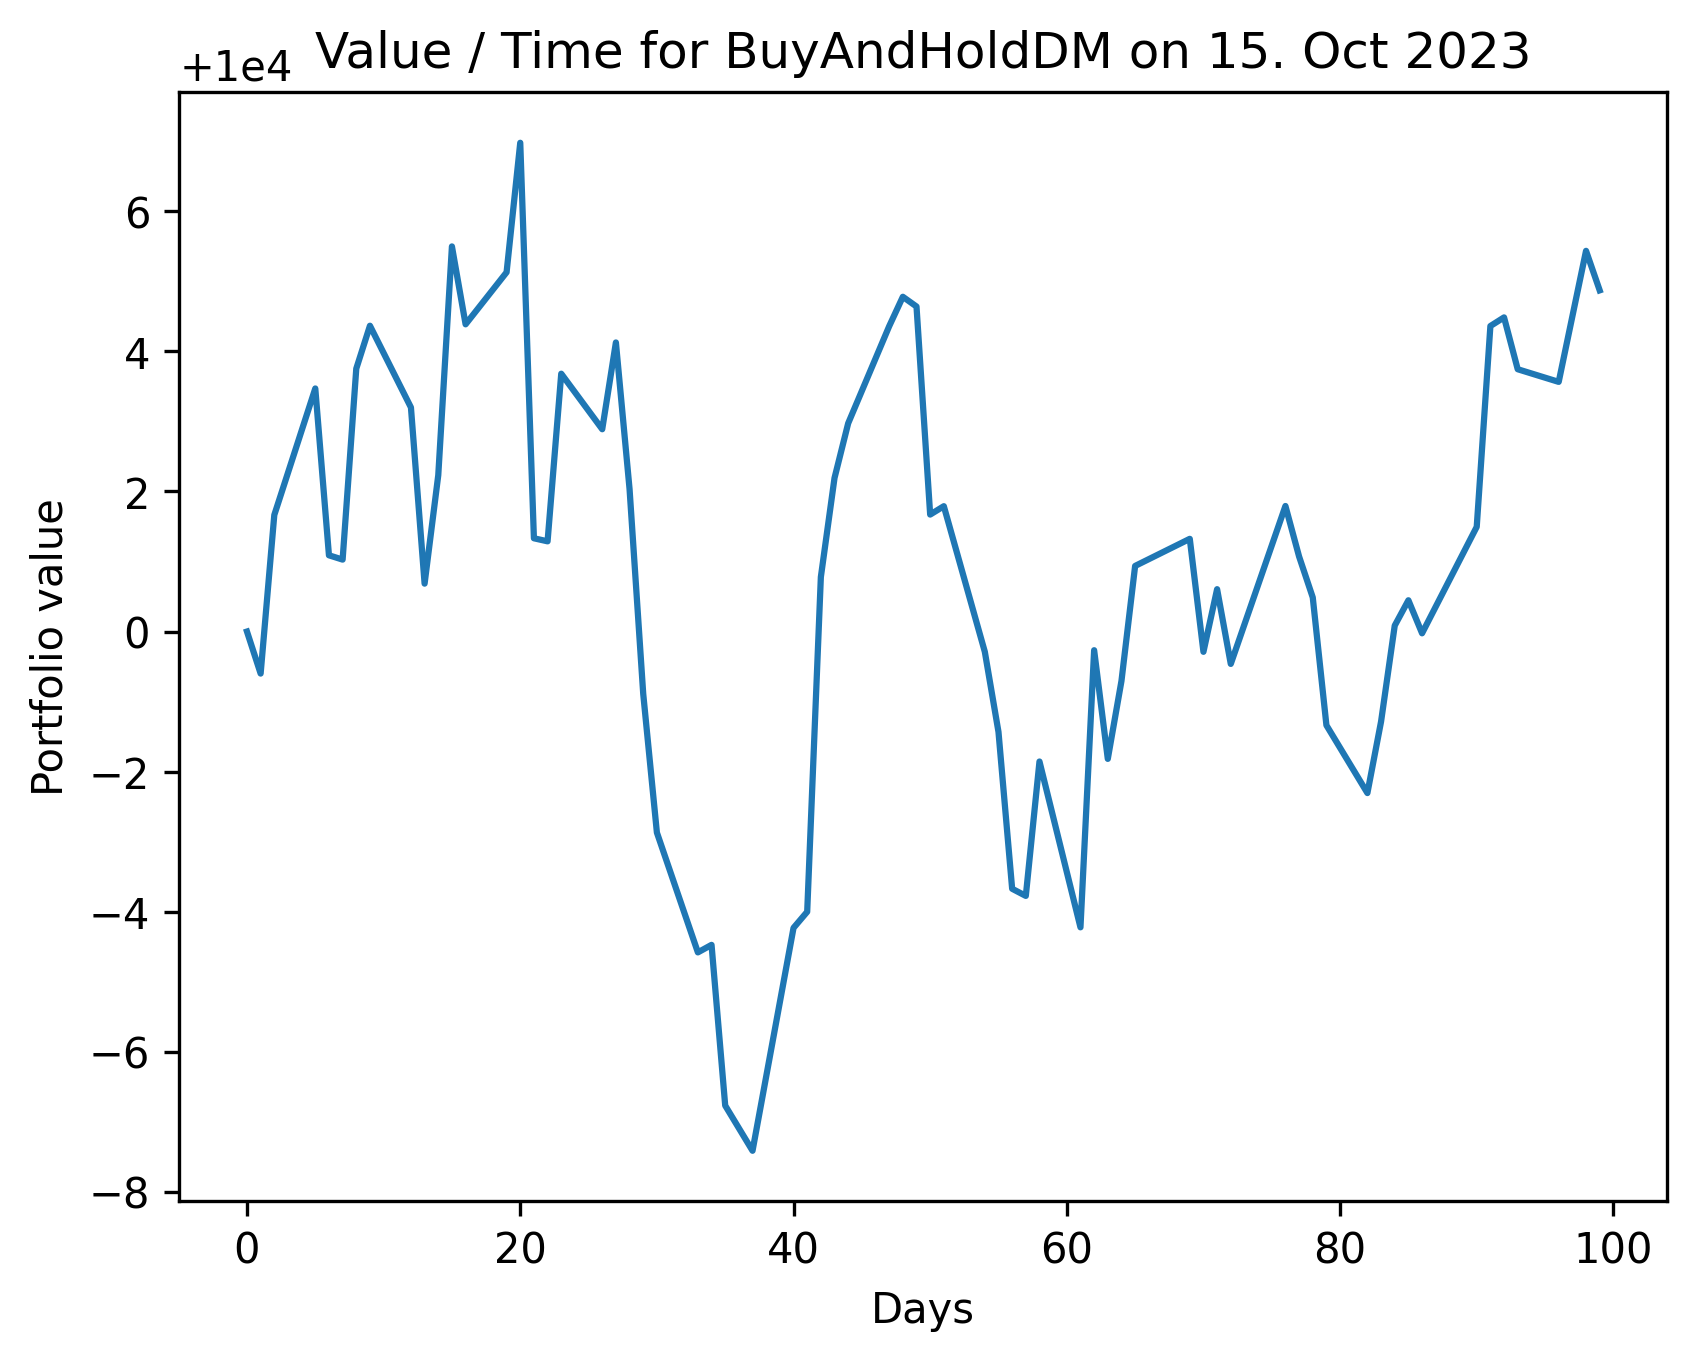 Value / Time for BuyAndHoldDM on 15. Oct 2023
+1e4
6
4
2
0
−2
−4
−6
−8
Portfolio value
0 20 40 60 80 100
Days